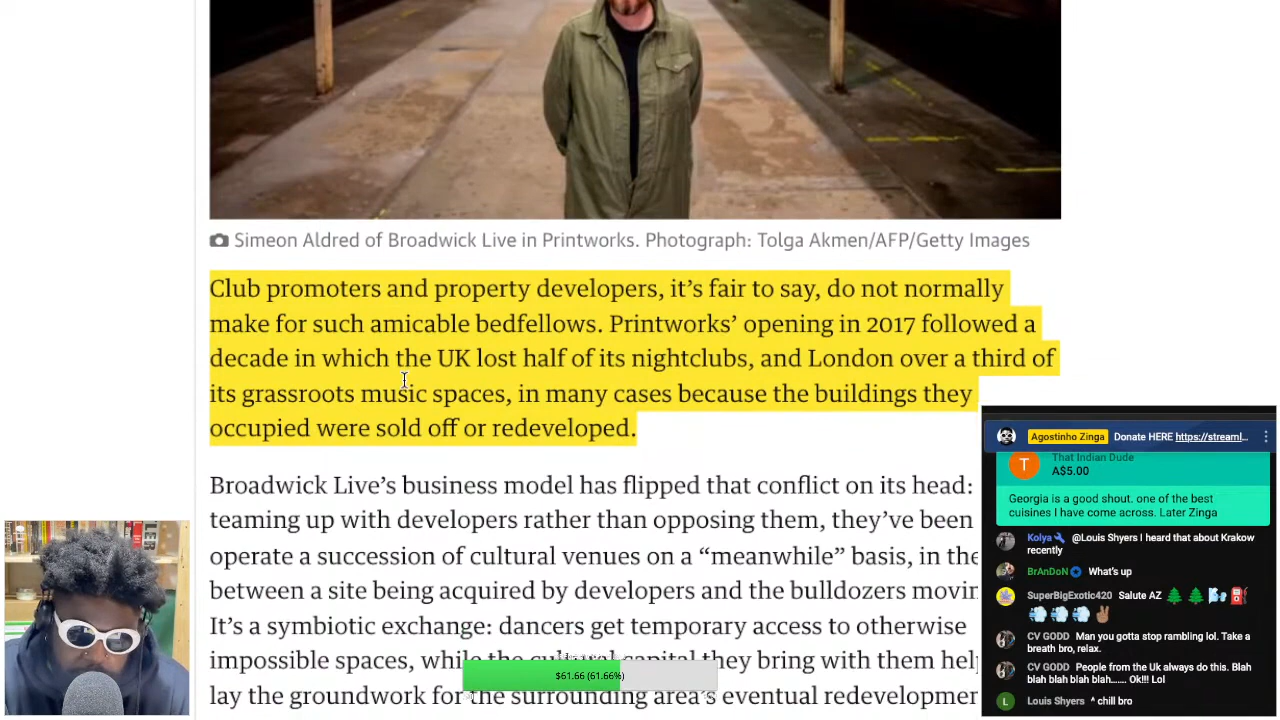 Simeon Aldred of Broadwick Live in Printworks. Photograph: Tolga Akmen/AFP/Getty Images
Club promoters and property developers, it’s fair to say, do not normally
make for such amicable bedfellows. Printworks’ opening in 2017 followed a
decade in which the UK lost half of its nightclubs, and London over a third of
its grassroots music spaces, in many cases because the buildings they
occupied were sold off or redeveloped.
Broadwick Live’s business model has flipped that conflict on its head:
teaming up with developers rather than opposing them, they’ve been
operate a succession of cultural venues on a “meanwhile” basis, in the
between a site being acquired by developers and the bulldozers movin
It’s a symbiotic exchange: dancers get temporary access to otherwise
impossible spaces, while the cultural capital they bring with them hel
lay the groundwork for the surrounding area’s eventual redevelopmen
$61.66 (61.66%)
Agostinho Zinga Donate HERE https://streaml...
T
That Indian Dude
A$5.00
Georgia is a good shout. one of the best
cuisines I have come across. Later Zinga
Kolya @Louis Shyers I heard that about Krakow
recently
BrAnDoN What's up
SuperBigExotic420 Salute AZ
CV GODD Man you gotta stop rambling lol. Take a
breath bro, relax.
CV GODD People from the Uk always do this. Blah
blah blah blah....... Ok!!! Lol
L
Louis Shyers ^ chill bro